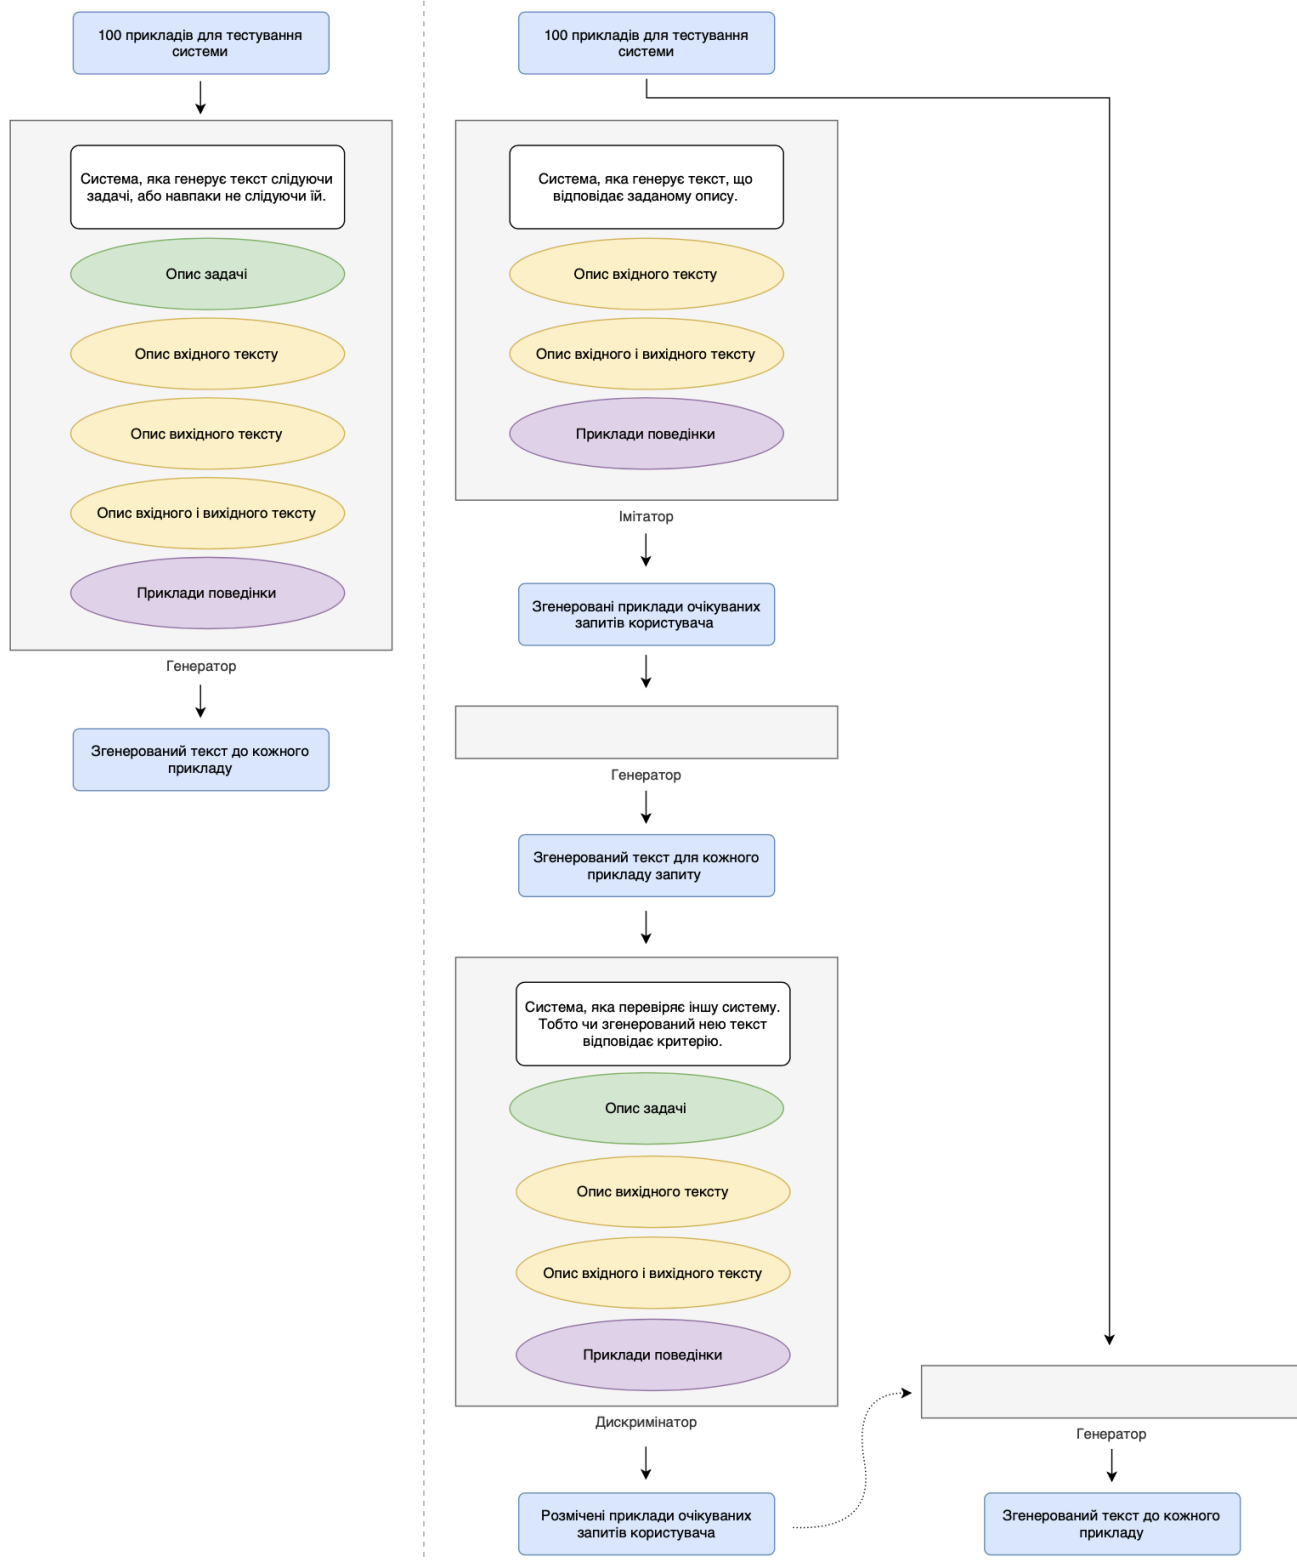 100 прикладів для тестування
системи
Система, яка генерує текст слідуючи
задачі, або навпаки не слідуючи їй.
Опис задачі
Опис вхідного тексту
Опис вихідного тексту
Опис вхідного і вихідного тексту
Приклади поведінки
Генератор
Згенерований текст до кожного
прикладу
100 прикладів для тестування
системи
Система, яка генерує текст, що
відповідає заданому опису.
Опис вхідного тексту
Опис вхідного і вихідного тексту
Приклади поведінки
Імітатор
Згенеровані приклади очікуваних
запитів користувача
Генератор
Згенерований текст для кожного
прикладу запиту
Система, яка перевіряє іншу систему.
Тобто чи згенерований нею текст
відповідає критерію.
Опис задачі
Опис вихідного тексту
Опис вхідного і вихідного тексту
Приклади поведінки
Дискримінатор
Розмічені приклади очікуваних
запитів користувача
Генератор
Згенерований текст до кожного
прикладу